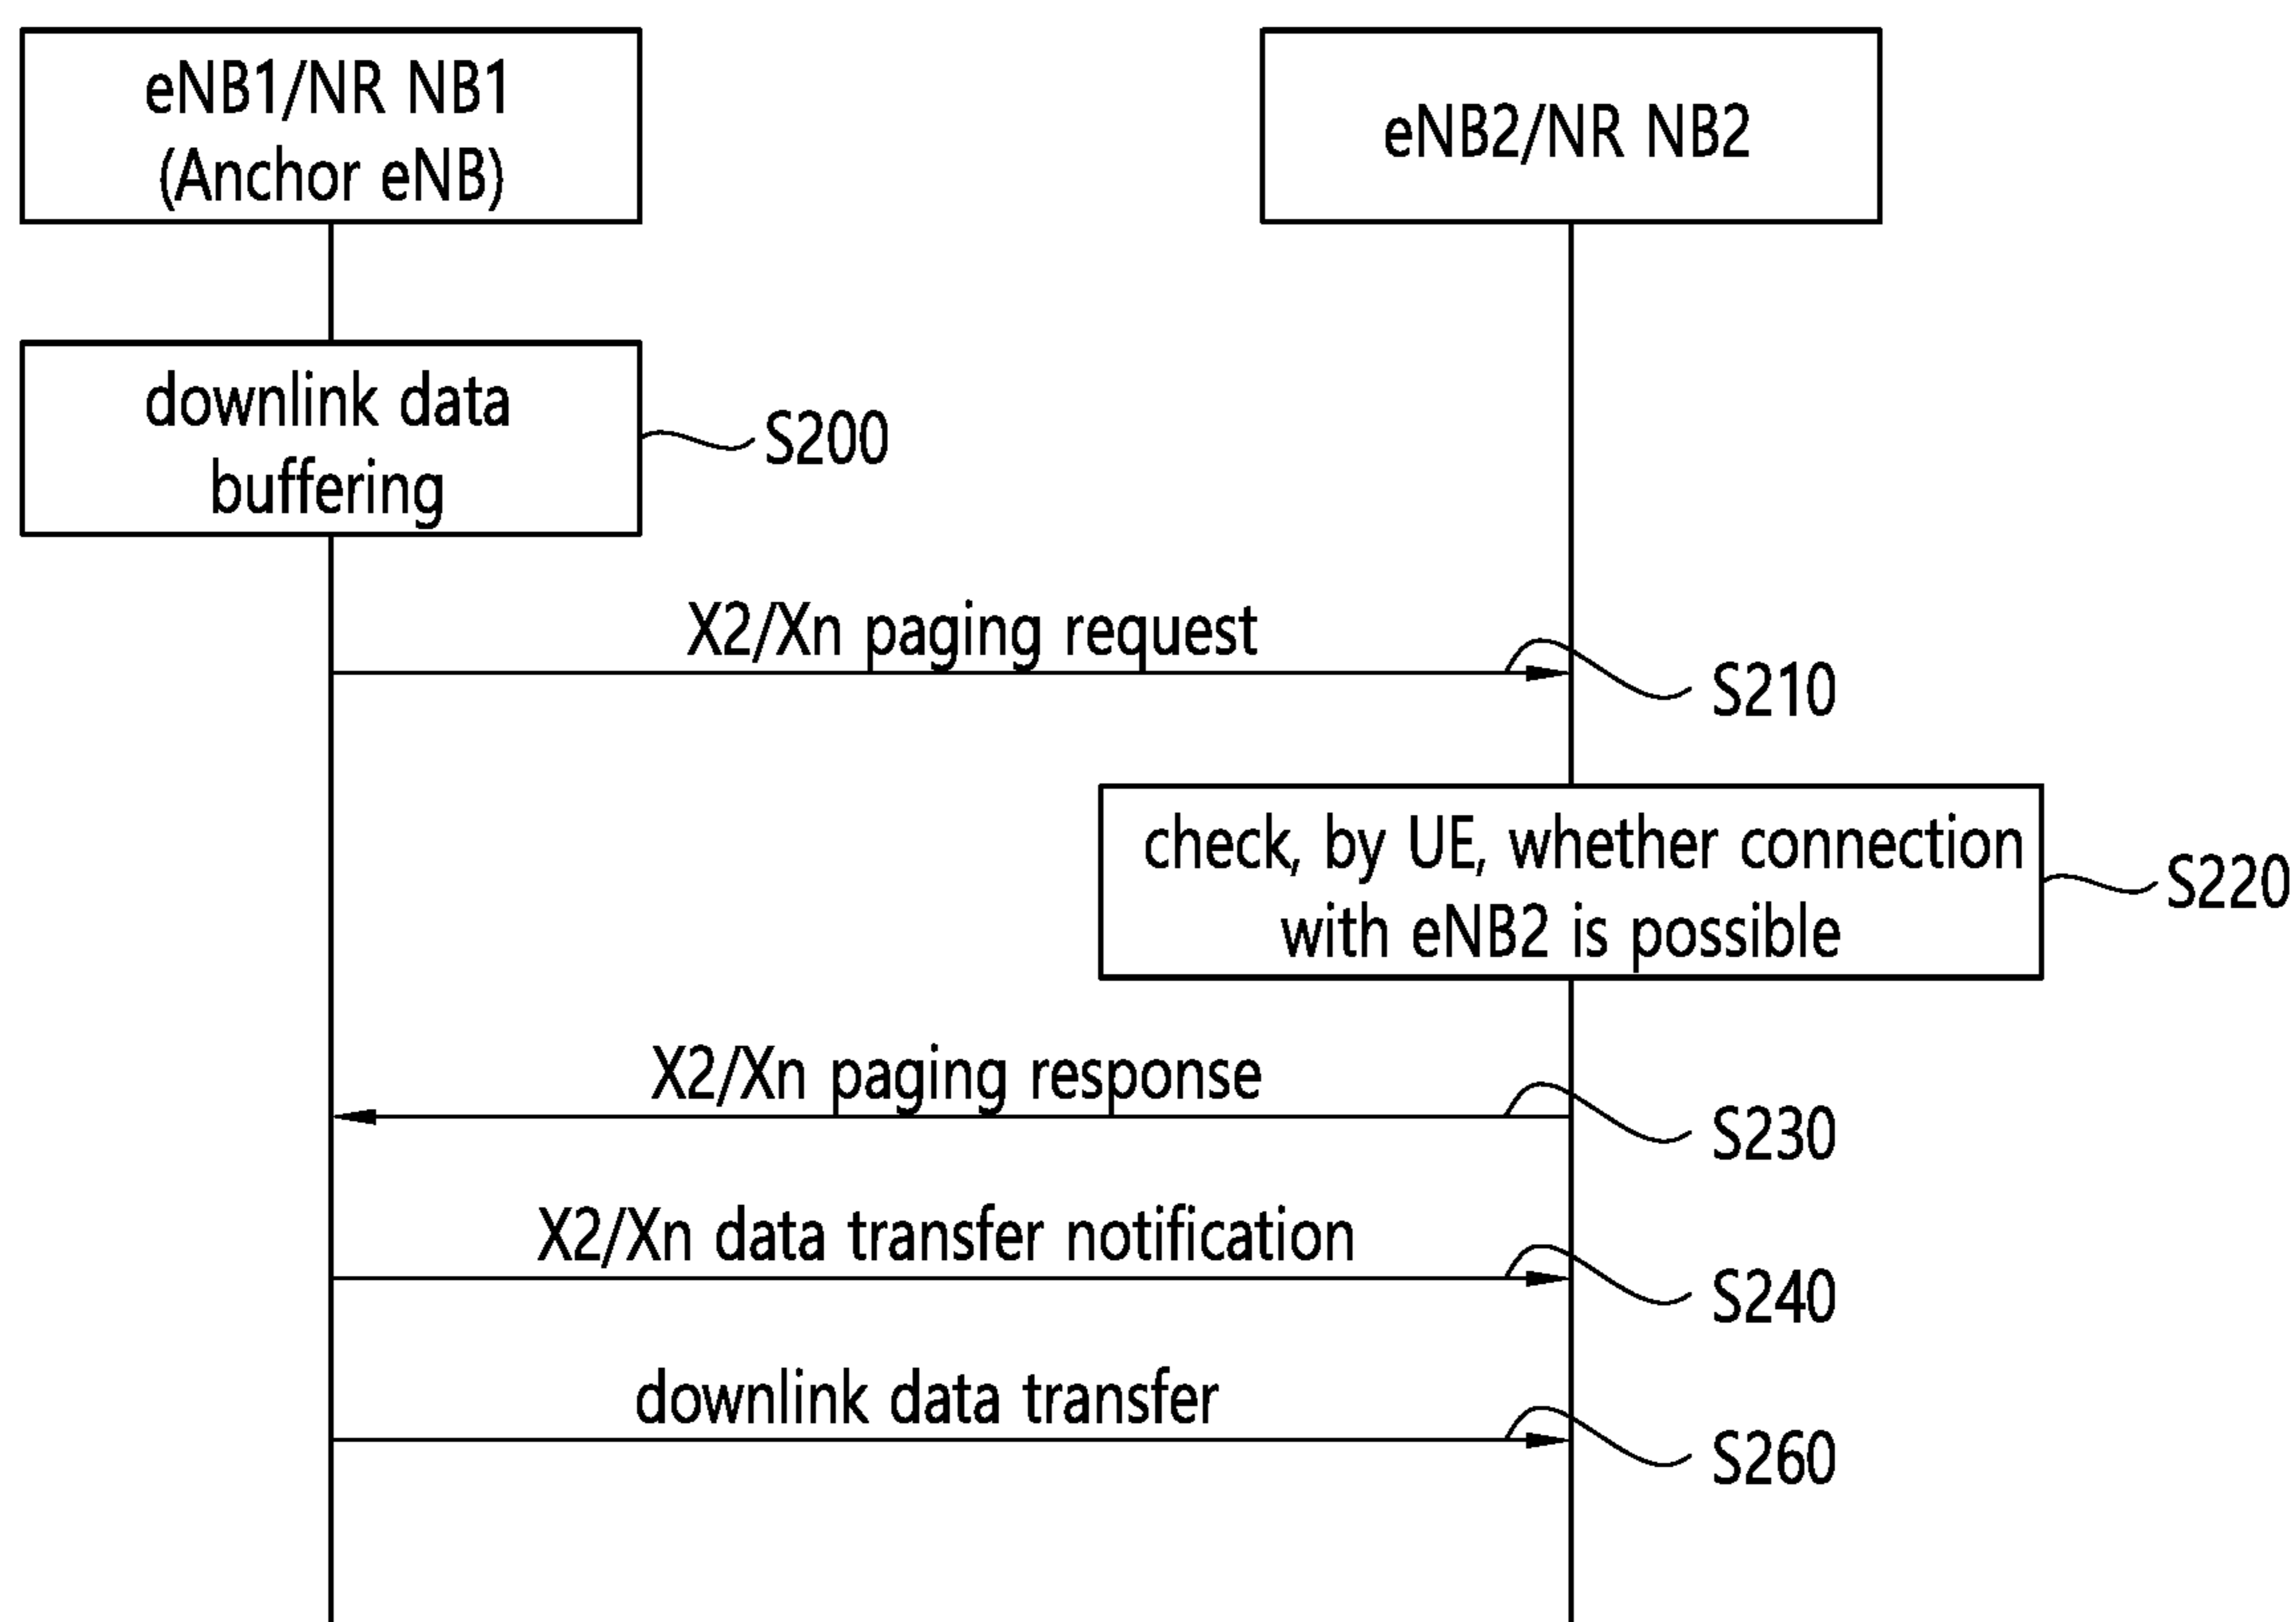 eNB1/NR NB1
(Anchor eNB)
eNB2/NR NB2
downlink data
buffering
S200
X2/Xn paging request
S210
check, by UE, whether connection
with eNB2 is possible
S220
X2/Xn paging response
S230
X2/Xn data transfer notification
S240
downlink data transfer
S260